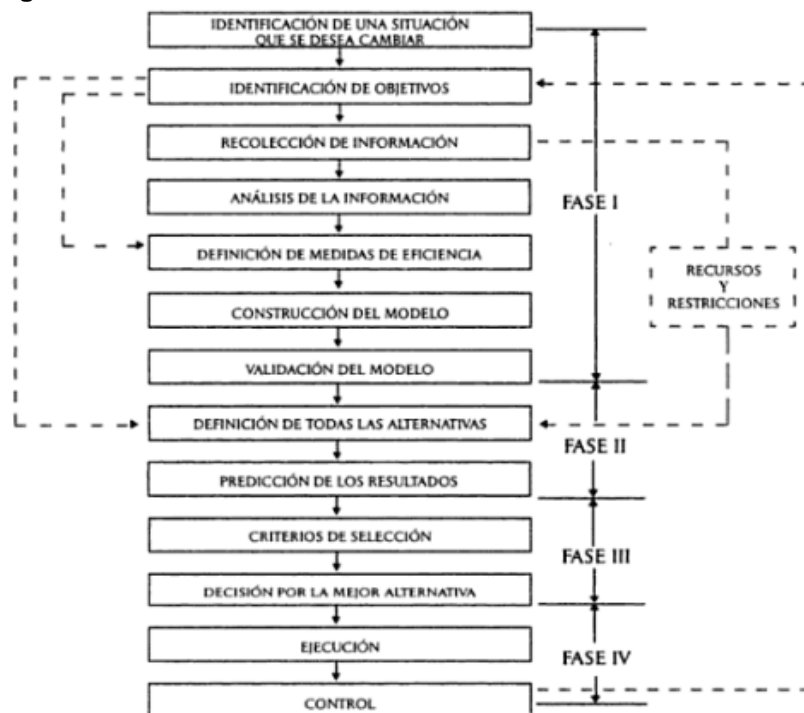 IDENTIFICACIÓN DE UNA SITUACIÓN
QUE SE DESEA CAMBIAR
IDENTIFICACIÓN DE OBJETIVOS
RECOLECCIÓN DE INFORMACIÓN
ANÁLISIS DE LA INFORMACIÓN
FASE I
DEFINICIÓN DE MEDIDAS DE EFICIENCIA
RECURSOS
Y
RESTRICCIONES
CONSTRUCCIÓN DEL MODELO
VALIDACIÓN DEL MODELO
DEFINICIÓN DE TODAS LAS ALTERNATIVAS
FASE II
PREDICCIÓN DE LOS RESULTADOS
CRITERIOS DE SELECCIÓN
FASE III
DECISIÓN POR LA MEJOR ALTERNATIVA
EJECUCIÓN
FASE IV
CONTROL